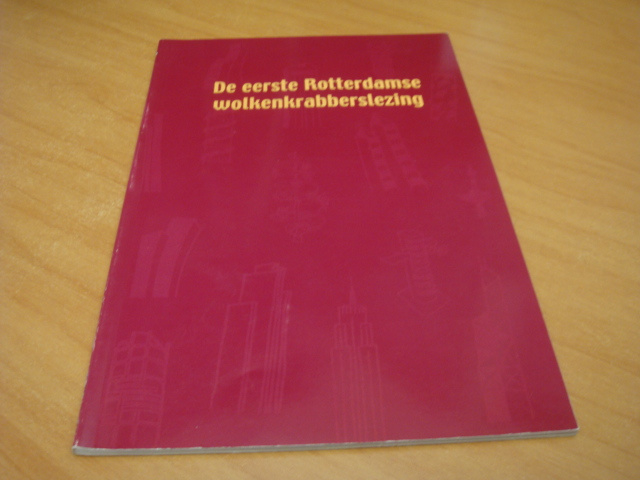 De eerste Rotterdamse
wolkenkrabberslezing